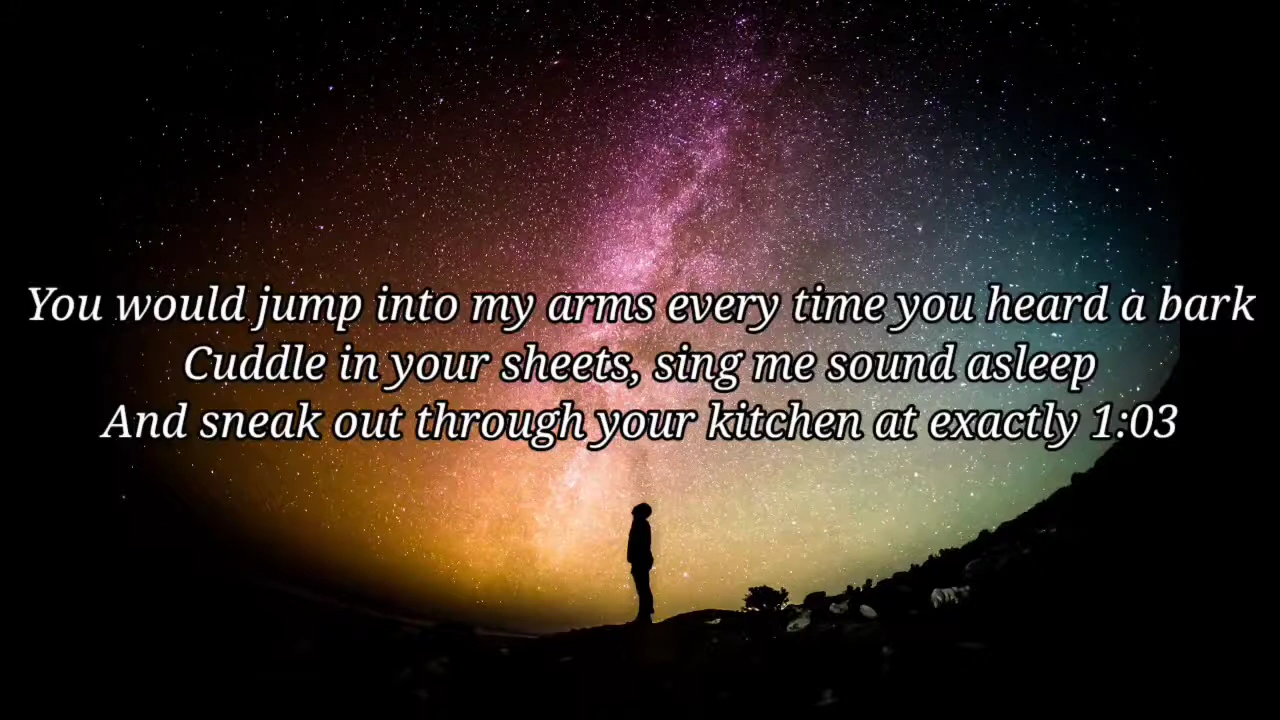 You would jump into my arms every time you heard a bark
Cuddle in your sheets, sing me sound asleep
And sneak out through your kitchen at exactly 1:03